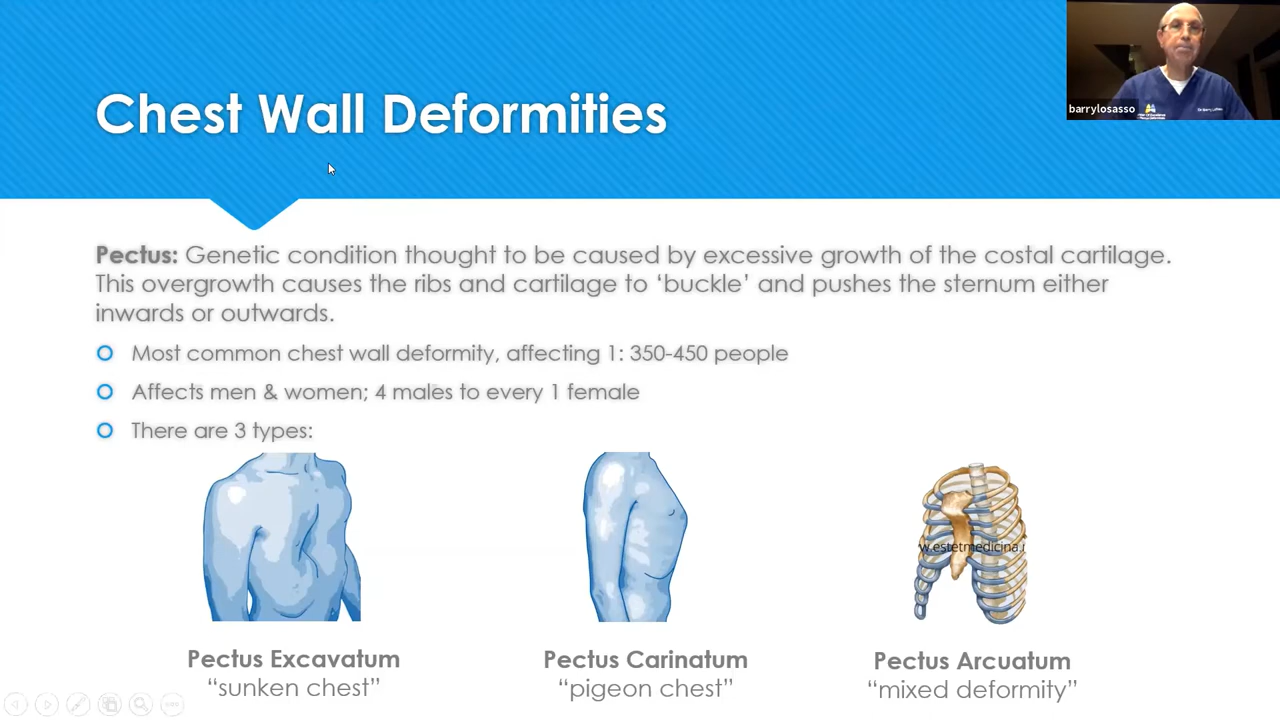 Chest Wall Deformities
barrylosasso
Pectus: Genetic condition thought to be caused by excessive growth of the costal cartilage.
This overgrowth causes the ribs and cartilage to ‘buckle’ and pushes the sternum either
inwards or outwards.
Most common chest wall deformity, affecting 1: 350-450 people
Affects men & women; 4 males to every 1 female
There are 3 types:
w.estetmedicina.r
Pectus Excavatum
“sunken chest”
Pectus Carinatum
“pigeon chest”
Pectus Arcuatum
“mixed deformity”